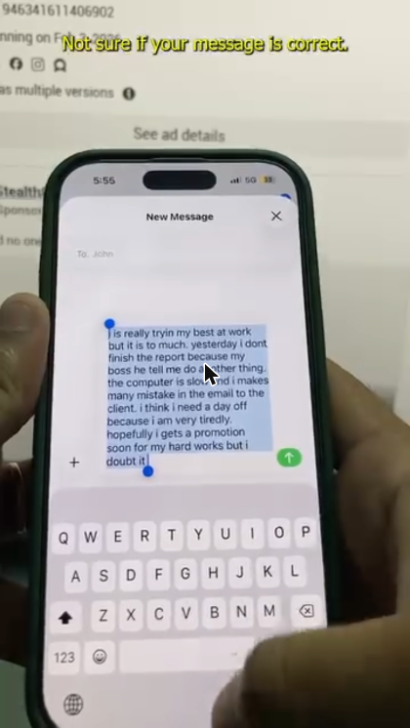 946341611406902
nning on Feb
Not sure if your message is correct.
as multiple versions
See ad details
Stealth
ponso
d no one
5:55
5G
New Message
To: John
i is really tryin my best at work
but it is to much. yesterday i dont
finish the report because my
boss he tell me do another thing.
the computer is slow and i makes
many mistake in the email to the
client. i think i need a day off
because i am very tiredly.
hopefully i gets a promotion
soon for my hard works but i
doubt it
Q W E R T Y U I O P
A S D F G H J K L
Z X C V B N M
123